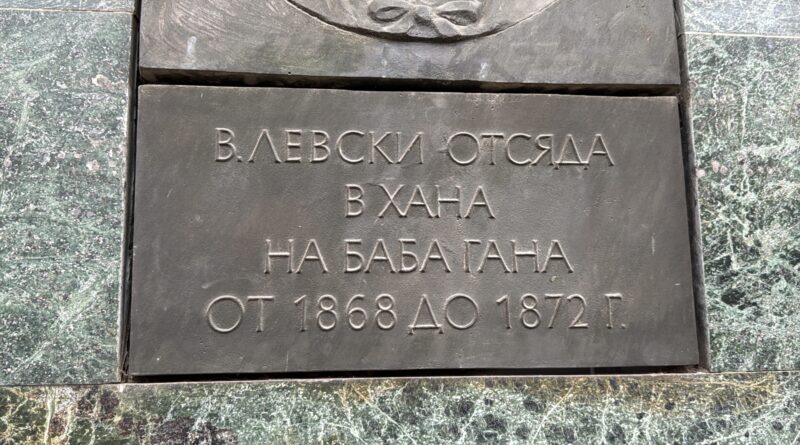 В. ЛЕВСКИ ОТСЯДА
В ХАНА
НА БАБА ГАНА
ОТ 1868 ДО 1872 Г.